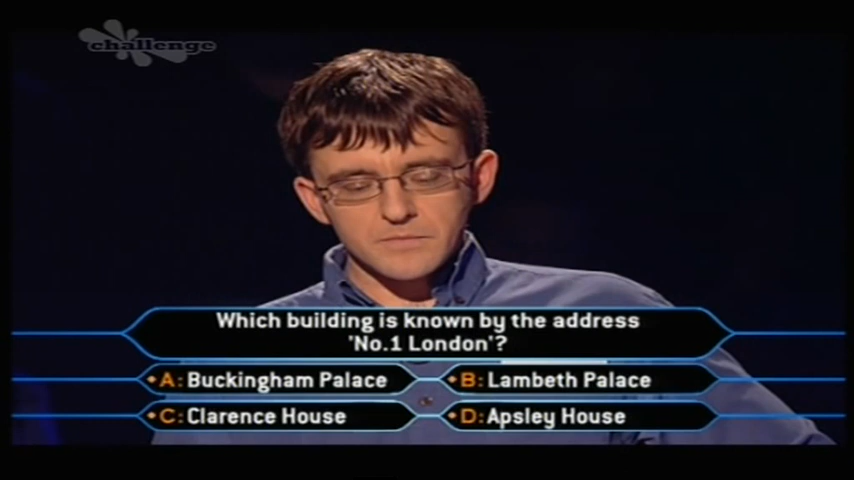 challenge
Which building is known by the address
'No.1 London'?
A: Buckingham Palace
B: Lambeth Palace
C: Clarence House
D: Apsley House